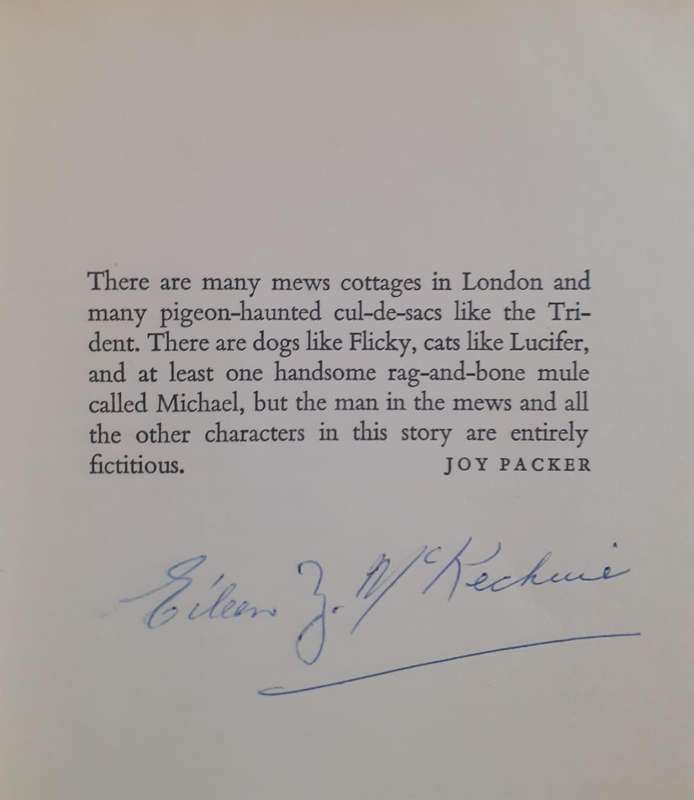 There are many mews cottages in London and
many pigeon-haunted cul-de-sacs like the Tri-
dent. There are dogs like Flicky, cats like Lucifer,
and at least one handsome rag-and-bone mule
called Michael, but the man in the mews and all
the other characters in this story are entirely
fictitious. JOY PACKER
Eileen Z. McKechnie